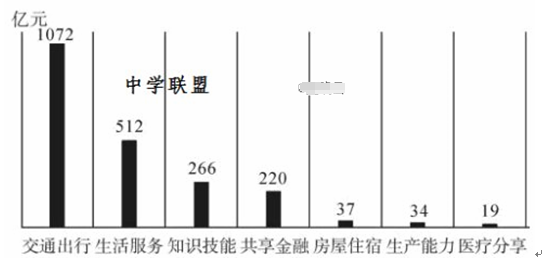 亿元
1072
中学联盟
512
266
220
37
34
19
交通出行 生活服务 知识技能 共享金融 房屋住宿 生产能力 医疗分享